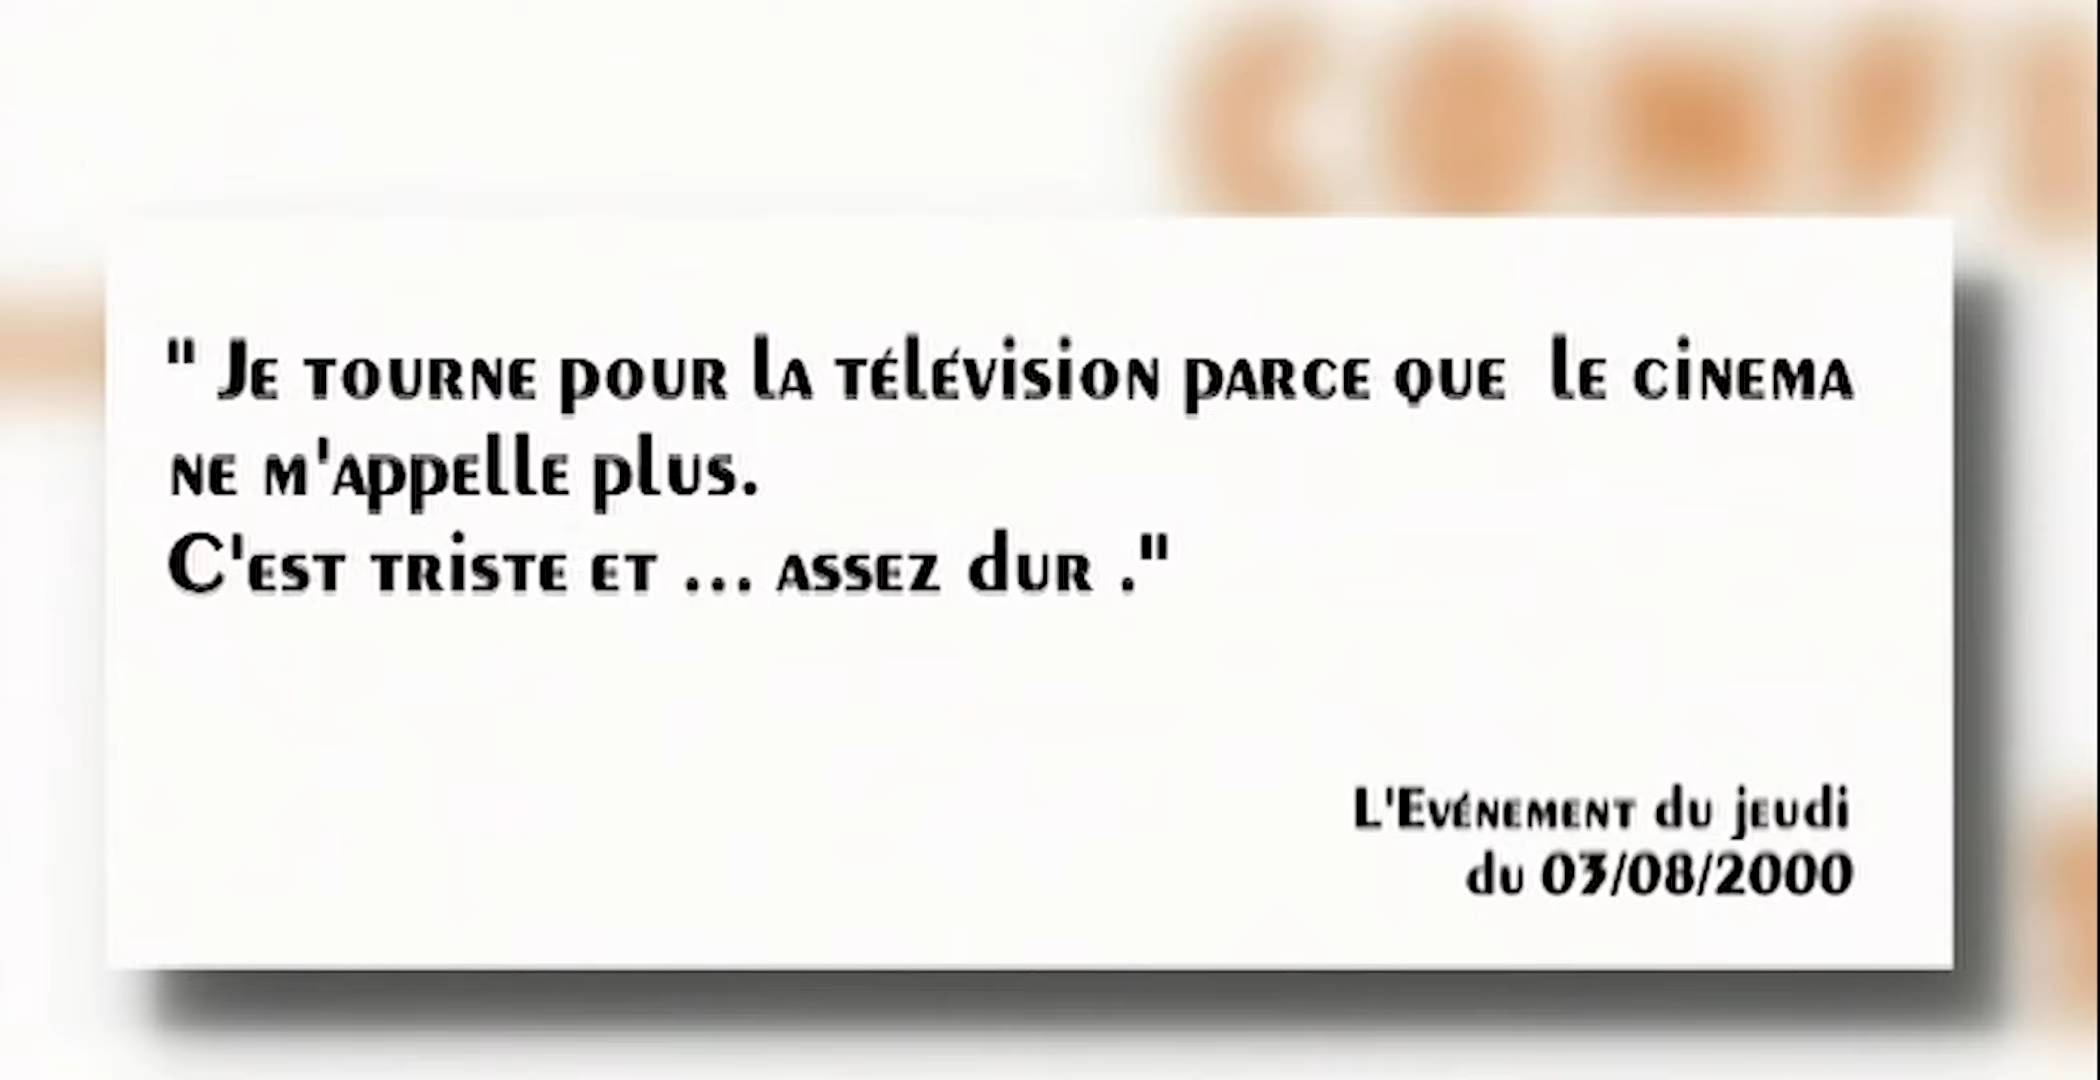 " Je tourne pour la télévision parce que le cinema
ne m'appelle plus.
C'est triste et ... assez dur ."
L'Evénement du jeudi
du 03/08/2000